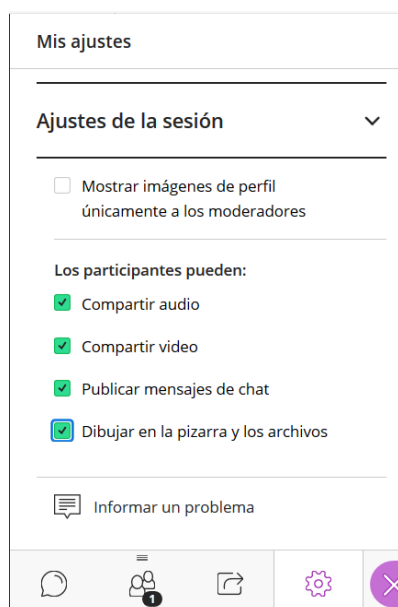 Mis ajustes
Ajustes de la sesión
Mostrar imágenes de perfil
únicamente a los moderadores
Los participantes pueden:
Compartir audio
Compartir video
Publicar mensajes de chat
Dibujar en la pizarra y los archivos
Informar un problema
1